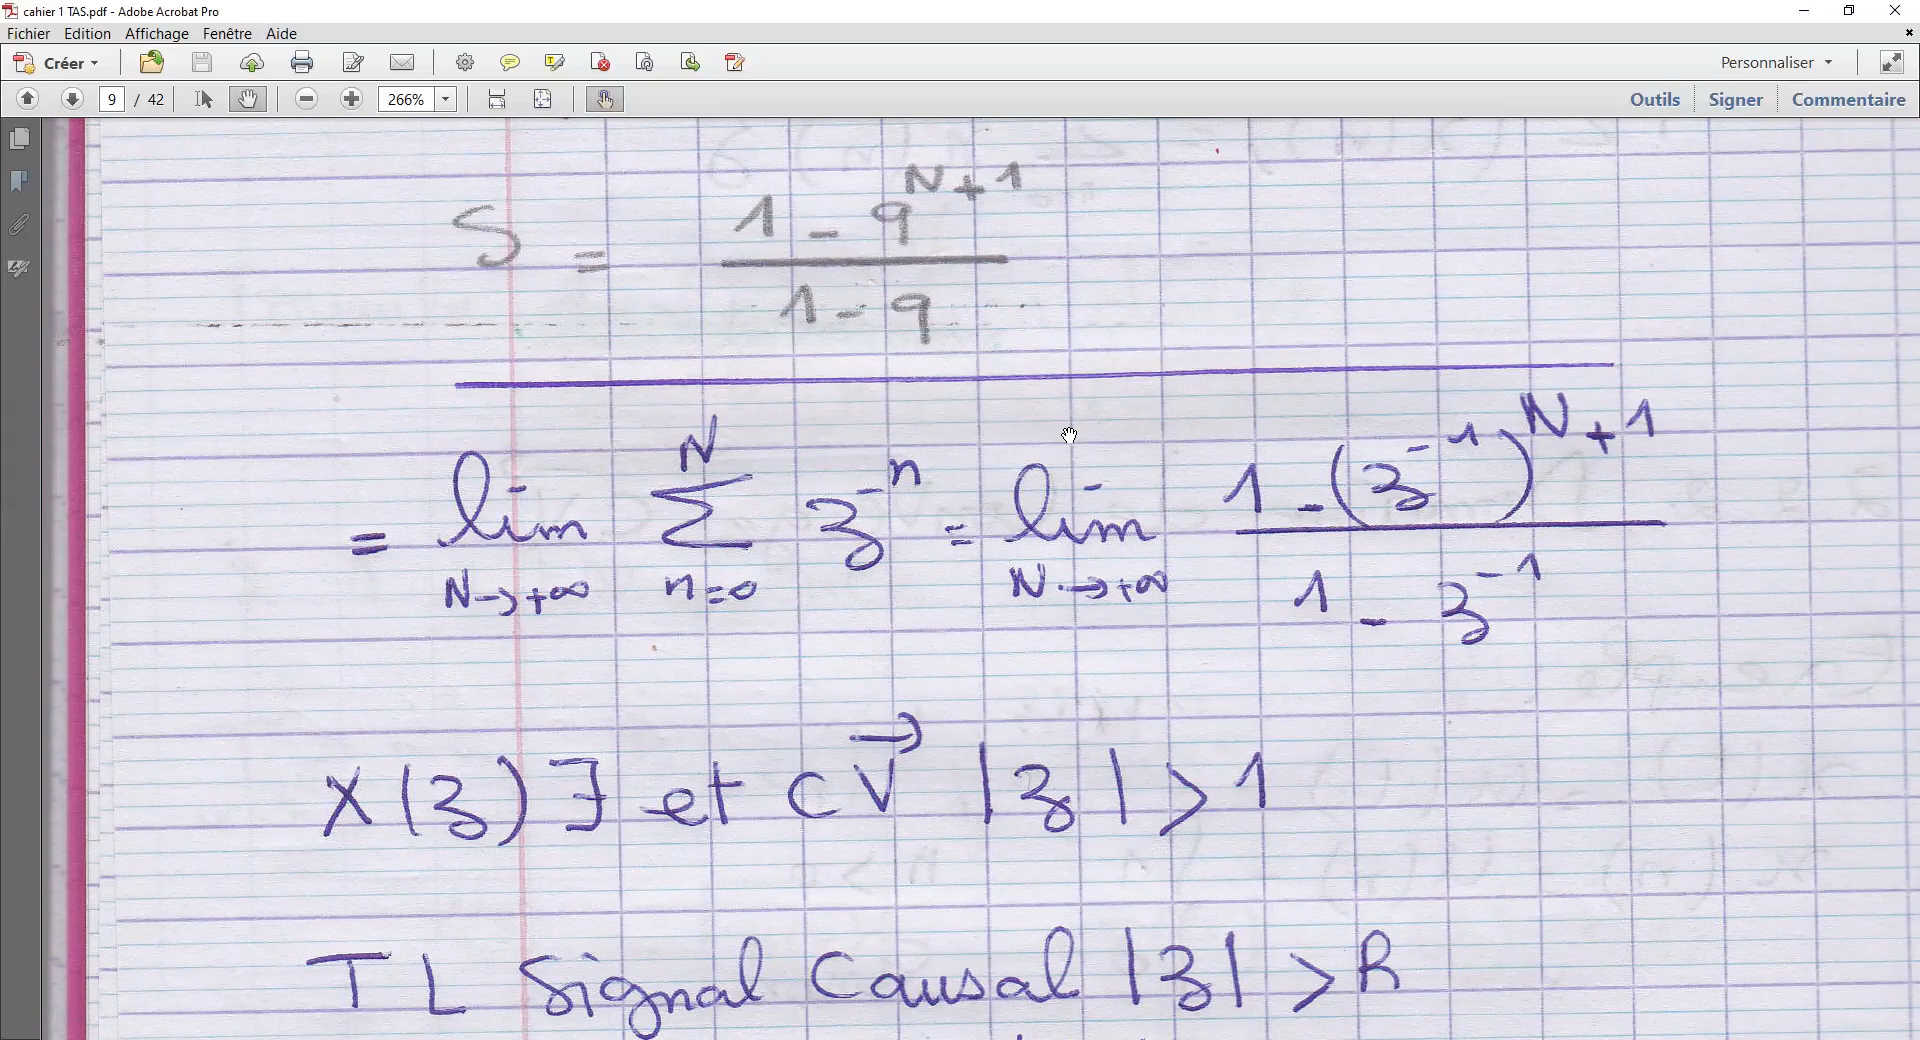 cahier 1 TAS.pdf - Adobe Acrobat Pro
Fichier Edition Affichage Fenêtre Aide
Créer Personnaliser
9 / 42 266% Outils Signer Commentaire
S = (1 - q^(N+1)) / (1 - q)
= lim N→+∞ Σ n=0 N z^-n = lim N→+∞ (1 - (z^-1)^(N+1)) / (1 - z^-1)
X(z) ∃ et CV→ |z| > 1
TL Signal Causal |z| > R